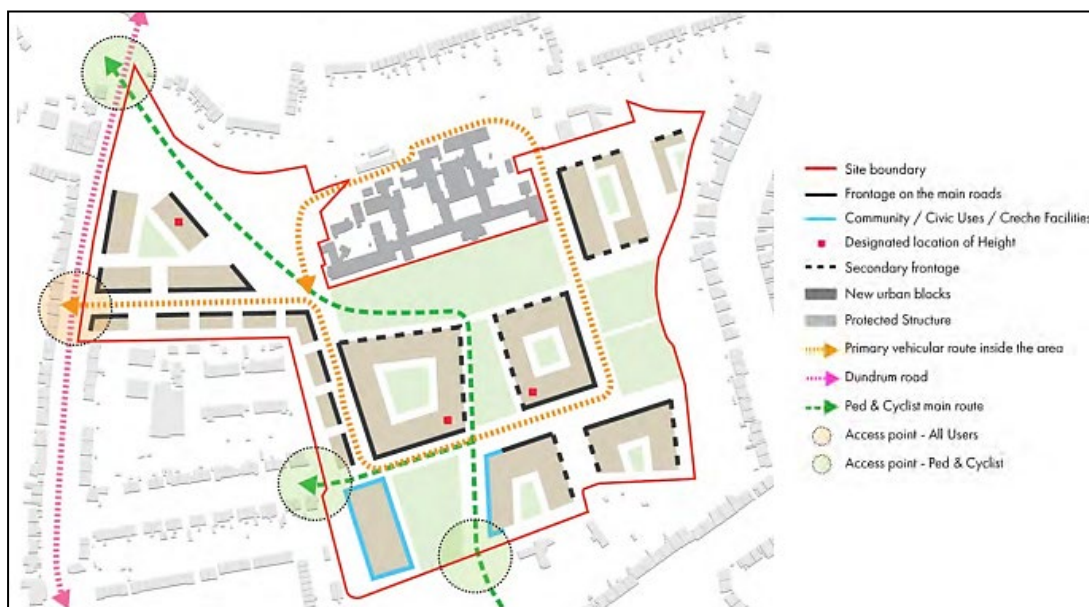 Site boundary
Frontage on the main roads
Community / Civic Uses / Creche Facilities
Designated location of Height
Secondary frontage
New urban blocks
Protected Structure
Primary vehicular route inside the area
Dundrum road
Ped & Cyclist main route
Access point - All Users
Access point - Ped & Cyclist